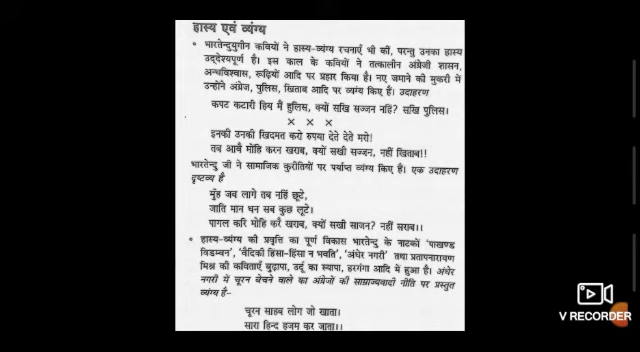 हास्य एवं व्यंग्य
• भारतेन्दुयुगीन कवियों ने हास्य-व्यंग्य रचनाएँ भी कीं, परन्तु उनका हास्य
उद्देश्यपूर्ण है। इस काल के कवियों ने तत्कालीन अंग्रेजी शासन,
अन्धविश्वास, रूढ़ियों आदि पर प्रहार किया है। नए जमाने की मुकरी में
उन्होंने अंग्रेज, पुलिस, खिताब आदि पर व्यंग्य किए हैं। उदाहरण
कपट कटारी हिय मैं हुलिस, क्यों सखि सज्जन नहिं? सखि पुलिस।
× × ×
इनकी उनकी खिदमत करो रुपया देते देते मरो!
तब आवै मोहि करन खराब, क्यों सखी सज्जन, नहीं खिताब!!
भारतेन्दु जी ने सामाजिक कुरीतियों पर पर्याप्त व्यंग्य किए हैं। एक उदाहरण
दृष्टव्य है
मुँह जब लागे तब नहिं छूटे,
जाति मान धन सब कुछ लूटे।
पागल करि मोहि करै खराब, क्यों सखी साजन? नहीं सराब।।
• हास्य-व्यंग्य की प्रवृत्ति का पूर्ण विकास भारतेन्दु के नाटकों 'पाखण्ड
विडम्बन', 'वैदिकी हिंसा-हिंसा न भवति', 'अंधेर नगरी' तथा प्रतापनारायण
मिश्र की कविताएँ बुढ़ापा, उर्दू का स्यापा, हरगंगा आदि में हुआ है। अंधेर
नगरी में चूरन बेचने वाले का अंग्रेजों की साम्राज्यवादी नीति पर प्रस्तुत
व्यंग्य है-
चूरन साहब लोग जो खाता।
सारा हिन्द हजम कर जाता।।
V RECORDER